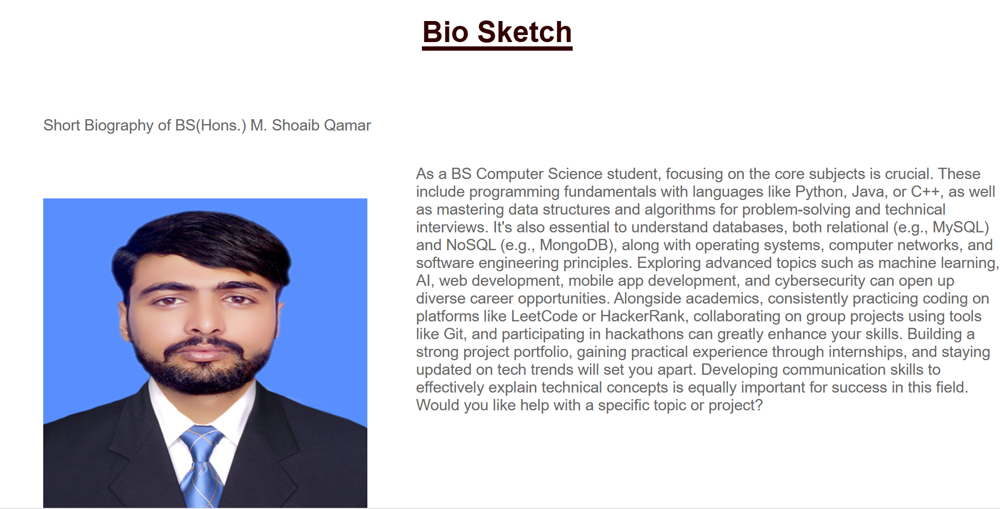 Bio Sketch
Short Biography of BS(Hons.) M. Shoaib Qamar
As a BS Computer Science student, focusing on the core subjects is crucial. These
include programming fundamentals with languages like Python, Java, or C++, as well
as mastering data structures and algorithms for problem-solving and technical
interviews. It's also essential to understand databases, both relational (e.g., MySQL)
and NoSQL (e.g., MongoDB), along with operating systems, computer networks, and
software engineering principles. Exploring advanced topics such as machine learning,
AI, web development, mobile app development, and cybersecurity can open up
diverse career opportunities. Alongside academics, consistently practicing coding on
platforms like LeetCode or HackerRank, collaborating on group projects using tools
like Git, and participating in hackathons can greatly enhance your skills. Building a
strong project portfolio, gaining practical experience through internships, and staying
updated on tech trends will set you apart. Developing communication skills to
effectively explain technical concepts is equally important for success in this field.
Would you like help with a specific topic or project?